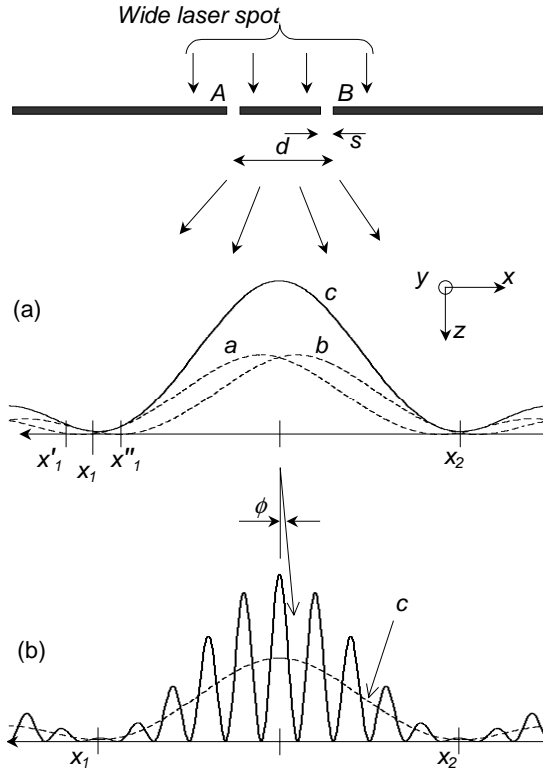 Wide laser spot
A B
d s
(a)
y x
z
c
a b
x'₁ x₁ x''₁ x₂
ϕ
c
(b)
x₁ x₂